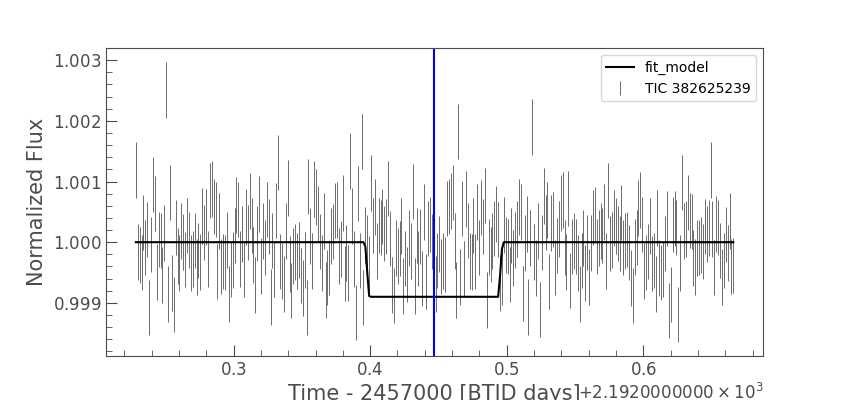 1.003
1.002
1.001
1.000
0.999
Normalized Flux
fit_model
TIC 382625239
0.3
0.4
0.5
0.6
Time - 2457000 [BTJD days]
+2.1920000000×10³